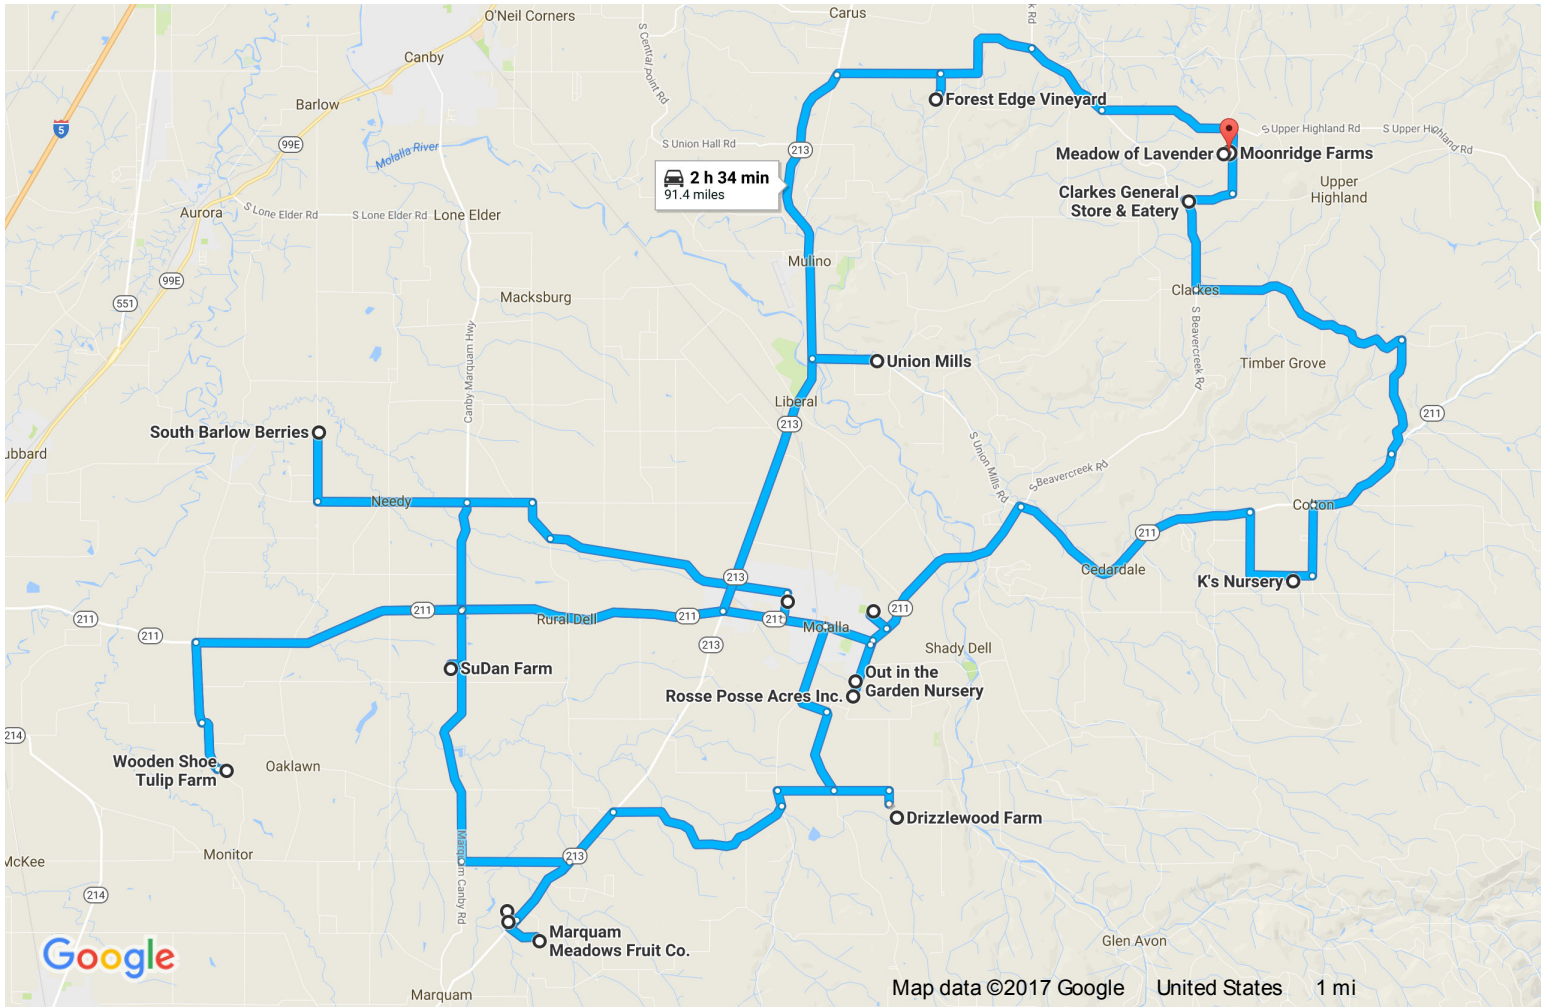 O'Neil Corners
Carus
Rd
Canby
S Central Point Rd
Barlow
99E
5
Forest Edge Vineyard
Molalla River
213
S Union Hall Rd
S Upper Highland Rd
S Upper Highland Rd
Meadow of Lavender
Moonridge Farms
2 h 34 min
91.4 miles
Clarkes General
Store & Eatery
Upper
Highland
Aurora
S Lone Elder Rd
S Lone Elder Rd
Lone Elder
Mulino
99E
551
Macksburg
Clarkes
S Beavercreek Rd
Canby Marquam Hwy
Union Mills
Timber Grove
Liberal
213
211
South Barlow Berries
ubbard
S Union Mills Rd
S Beavercreek Rd
Needy
Colton
211
Cedardale
K's Nursery
213
211
211
211
Rural Dell
211
211
211
Molalla
213
Shady Dell
SuDan Farm
Out in the
Garden Nursery
Rosse Posse Acres Inc.
214
Wooden Shoe
Tulip Farm
Oaklawn
Drizzlewood Farm
Monitor
McKee
213
214
Marquam Canby Rd
Marquam
Meadows Fruit Co.
Glen Avon
Google
Marquam
Map data ©2017 Google United States 1 mi